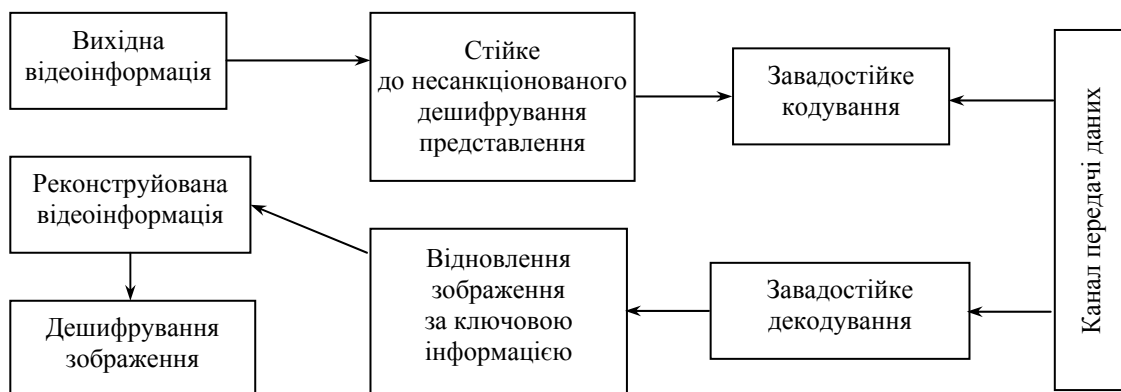 Вихідна
відеоінформація
Стійке
до несанкціонованого
дешифрування
представлення
Завадостійке
кодування
Канал передачі даних
Реконструйована
відеоінформація
Відновлення
зображення
за ключовою
інформацією
Завадостійке
декодування
Дешифрування
зображення